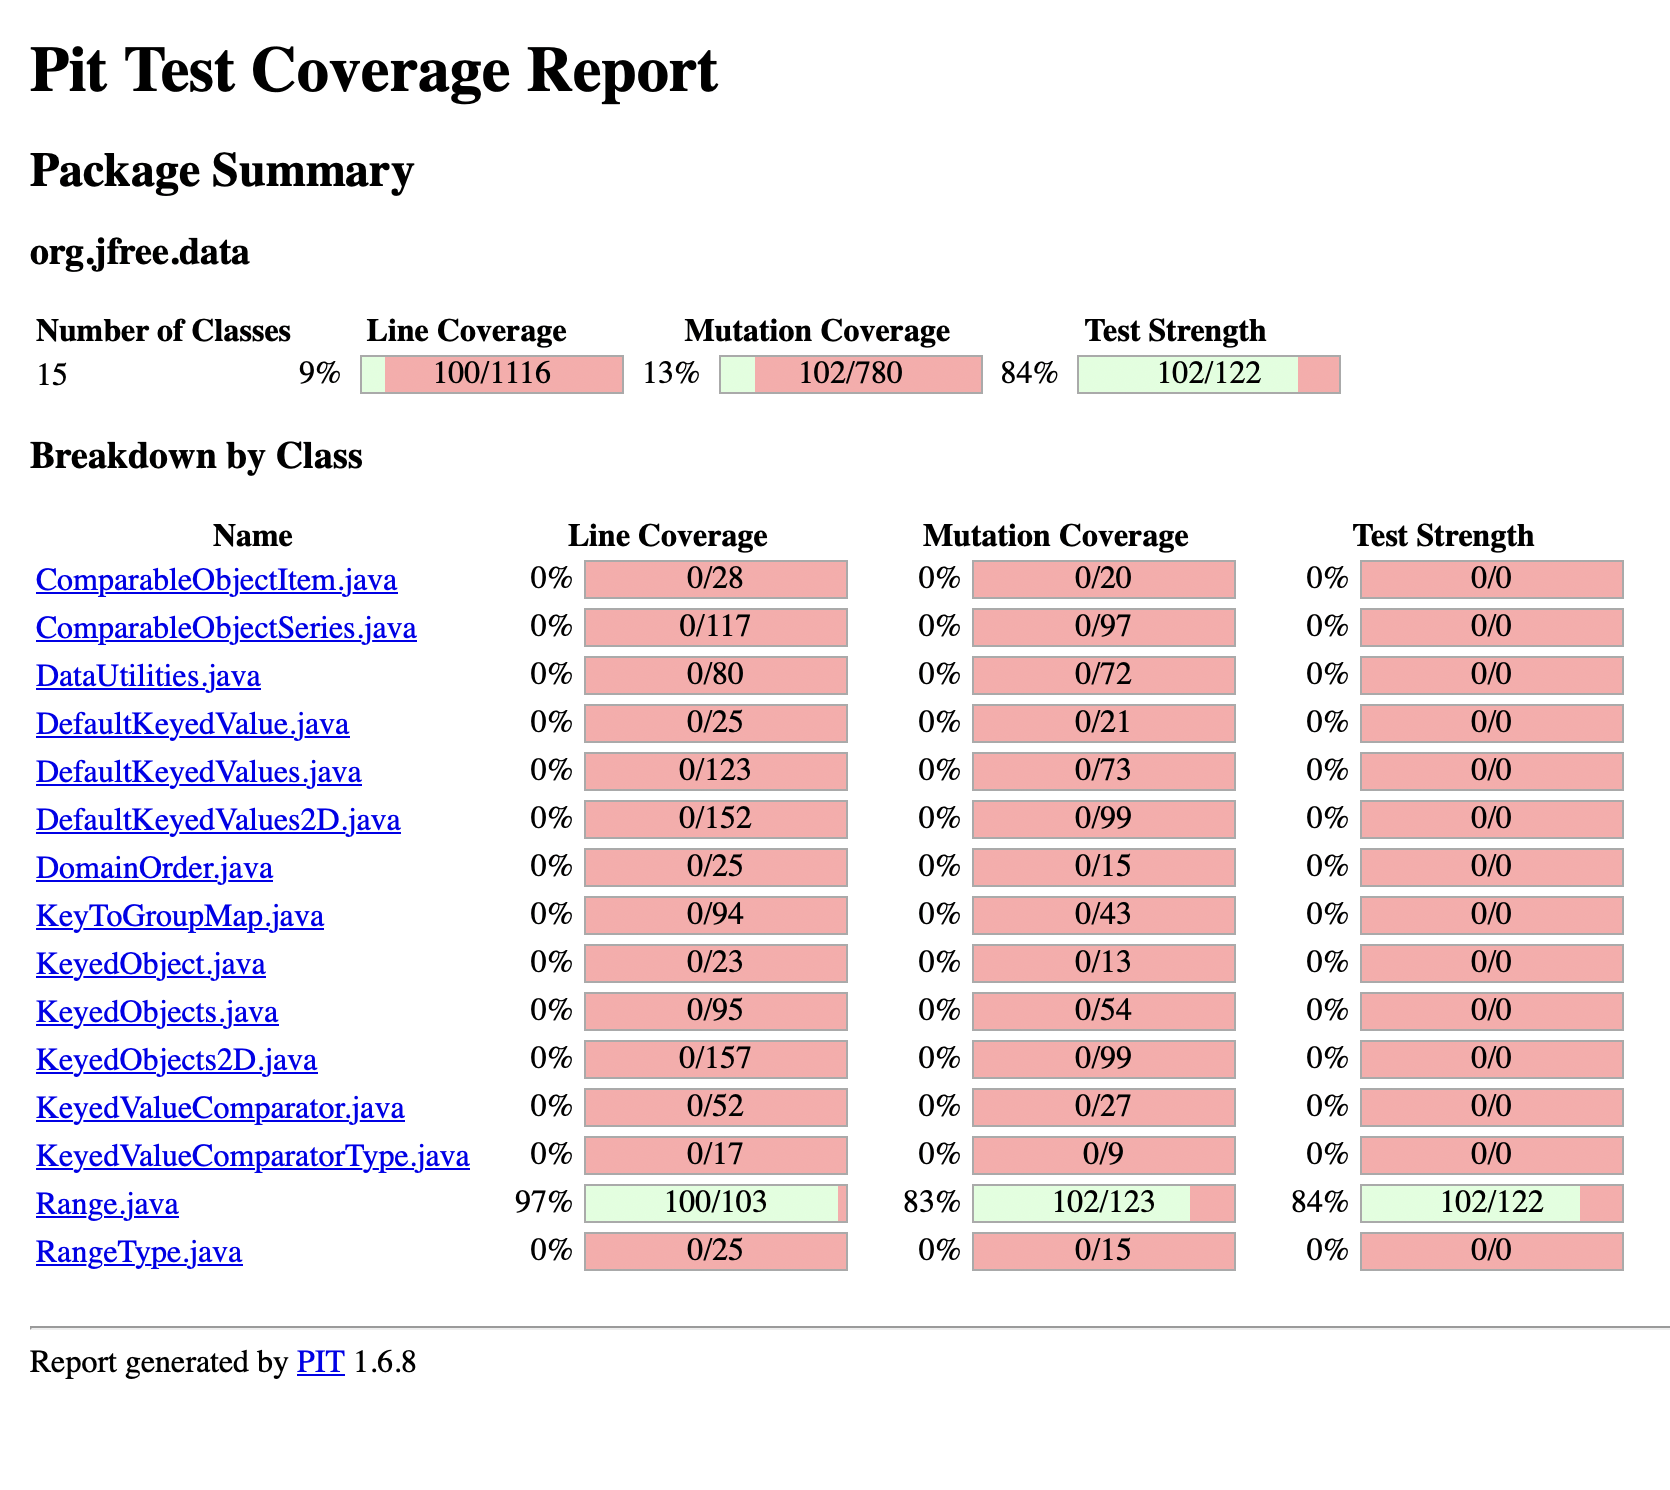 Pit Test Coverage Report
Package Summary
org.jfree.data
Number of Classes Line Coverage Mutation Coverage Test Strength
15 9% 100/1116 13% 102/780 84% 102/122
Breakdown by Class
Name Line Coverage Mutation Coverage Test Strength
ComparableObjectItem.java 0% 0/28 0% 0/20 0% 0/0
ComparableObjectSeries.java 0% 0/117 0% 0/97 0% 0/0
DataUtilities.java 0% 0/80 0% 0/72 0% 0/0
DefaultKeyedValue.java 0% 0/25 0% 0/21 0% 0/0
DefaultKeyedValues.java 0% 0/123 0% 0/73 0% 0/0
DefaultKeyedValues2D.java 0% 0/152 0% 0/99 0% 0/0
DomainOrder.java 0% 0/25 0% 0/15 0% 0/0
KeyToGroupMap.java 0% 0/94 0% 0/43 0% 0/0
KeyedObject.java 0% 0/23 0% 0/13 0% 0/0
KeyedObjects.java 0% 0/95 0% 0/54 0% 0/0
KeyedObjects2D.java 0% 0/157 0% 0/99 0% 0/0
KeyedValueComparator.java 0% 0/52 0% 0/27 0% 0/0
KeyedValueComparatorType.java 0% 0/17 0% 0/9 0% 0/0
Range.java 97% 100/103 83% 102/123 84% 102/122
RangeType.java 0% 0/25 0% 0/15 0% 0/0
Report generated by PIT 1.6.8